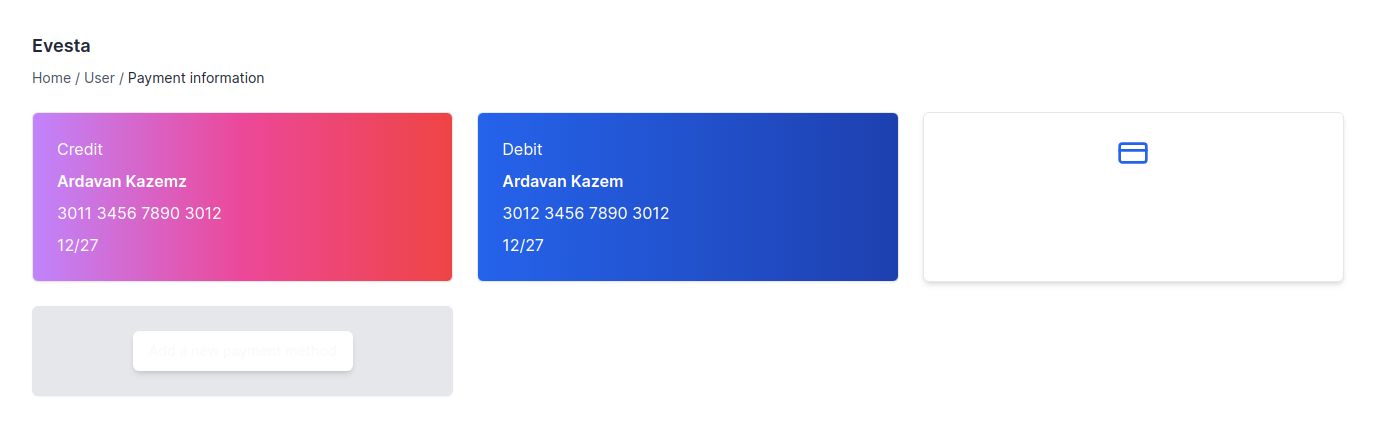 Evesta
Home / User / Payment information
Credit
Ardavan Kazemz
3011 3456 7890 3012
12/27
Debit
Ardavan Kazem
3012 3456 7890 3012
12/27
Add a new payment method